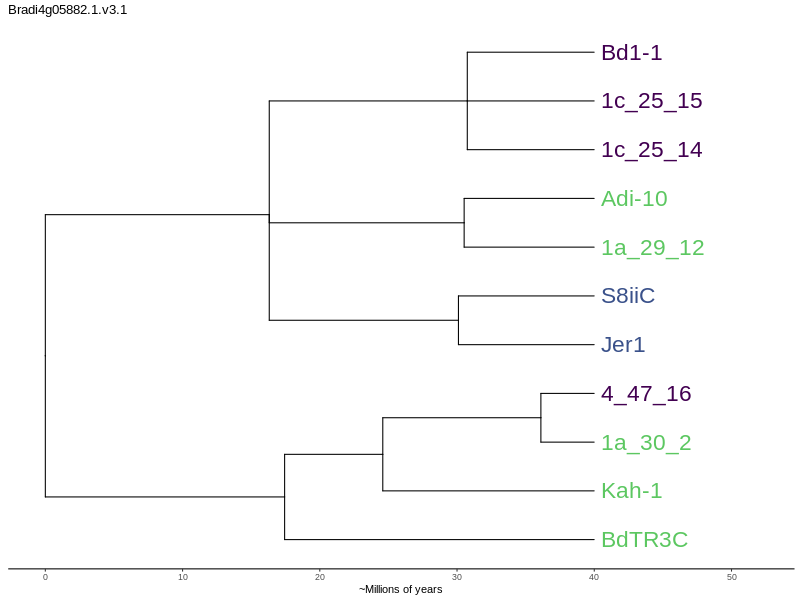 Bradi4g05882.1.v3.1
Bd1-1
1c_25_15
1c_25_14
Adi-10
1a_29_12
S8iiC
Jer1
4_47_16
1a_30_2
Kah-1
BdTR3C
0 10 20 30 40 50
~Millions of years